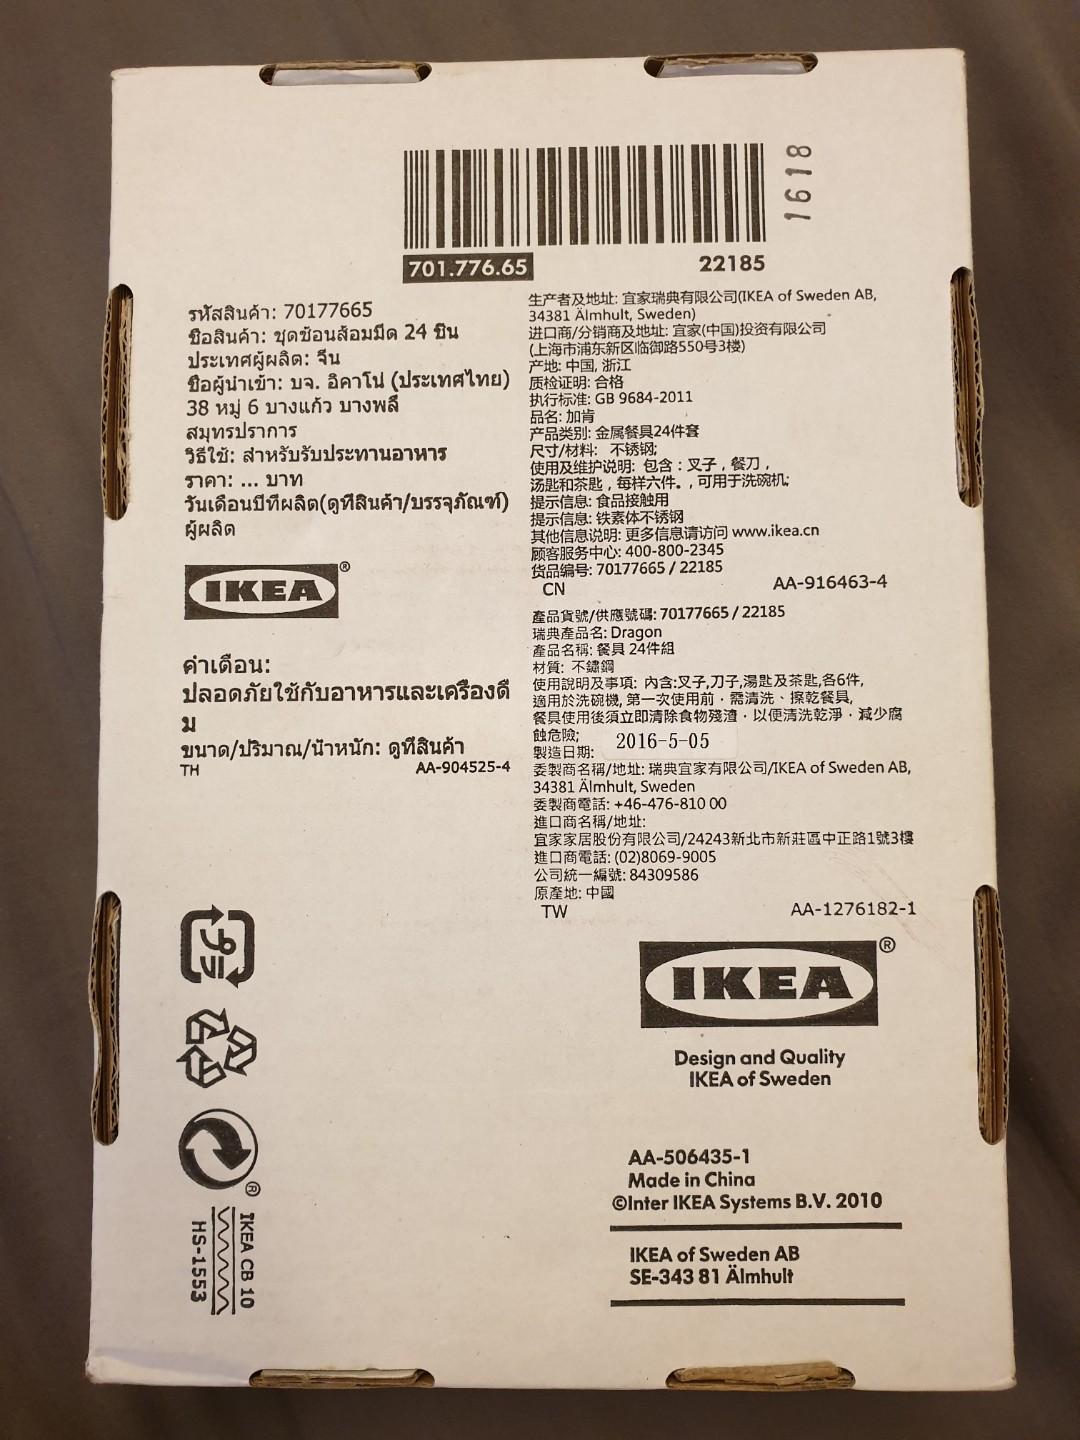 1618
701.776.65
22185
รหัสสินค้า: 70177665
ชื่อสินค้า: ชุดช้อนส้อมมีด 24 ชิ้น
ประเทศผู้ผลิต: จีน
ชื่อผู้นำเข้า: บจ. อิคาโน่ (ประเทศไทย)
38 หมู่ 6 บางแก้ว บางพลี
สมุทรปราการ
วิธีใช้: สำหรับรับประทานอาหาร
ราคา: ... บาท
วันเดือนปีที่ผลิต(ดูที่สินค้า/บรรจุภัณฑ์)
ผู้ผลิต
IKEA®
คำเตือน:
ปลอดภัยใช้กับอาหารและเครื่องดื่
ม
ขนาด/ปริมาณ/น้ำหนัก: ดูที่สินค้า
TH
AA-904525-4
生产者及地址: 宜家瑞典有限公司(IKEA of Sweden AB,
34381 Älmhult, Sweden)
进口商/分销商及地址: 宜家(中国)投资有限公司
(上海市浦东新区临御路550号3楼)
产地: 中国, 浙江
质检证明: 合格
执行标准: GB 9684-2011
品名: 加肯
产品类别: 金属餐具24件套
尺寸/材料: 不锈钢;
使用及维护说明: 包含：叉子，餐刀，
汤匙和茶匙，每样六件。, 可用于洗碗机;
提示信息: 食品接触用
提示信息: 铁素体不锈钢
其他信息说明: 更多信息请访问 www.ikea.cn
顾客服务中心: 400-800-2345
货品编号: 70177665 / 22185
CN
AA-916463-4
產品貨號/供應號碼: 70177665 / 22185
瑞典產品名: Dragon
產品名稱: 餐具 24件組
材質: 不鏽鋼
使用說明及事項: 內含:叉子,刀子,湯匙及茶匙,各6件,
適用於洗碗機, 第一次使用前，需清洗、擦乾餐具,
餐具使用後須立即清除食物殘渣，以便清洗乾淨，減少腐
蝕危險;
製造日期:
2016-5-05
委製商名稱/地址: 瑞典宜家有限公司/IKEA of Sweden AB,
34381 Älmhult, Sweden
委製商電話: +46-476-810 00
進口商名稱/地址:
宜家家居股份有限公司/24243新北市新莊區中正路1號3樓
進口商電話: (02)8069-9005
公司統一編號: 84309586
原產地: 中國
TW
AA-1276182-1
IKEA®
Design and Quality
IKEA of Sweden
AA-506435-1
Made in China
©Inter IKEA Systems B.V. 2010
IKEA of Sweden AB
SE-343 81 Älmhult
プラ
®
IKEA CB 10
HS-1553